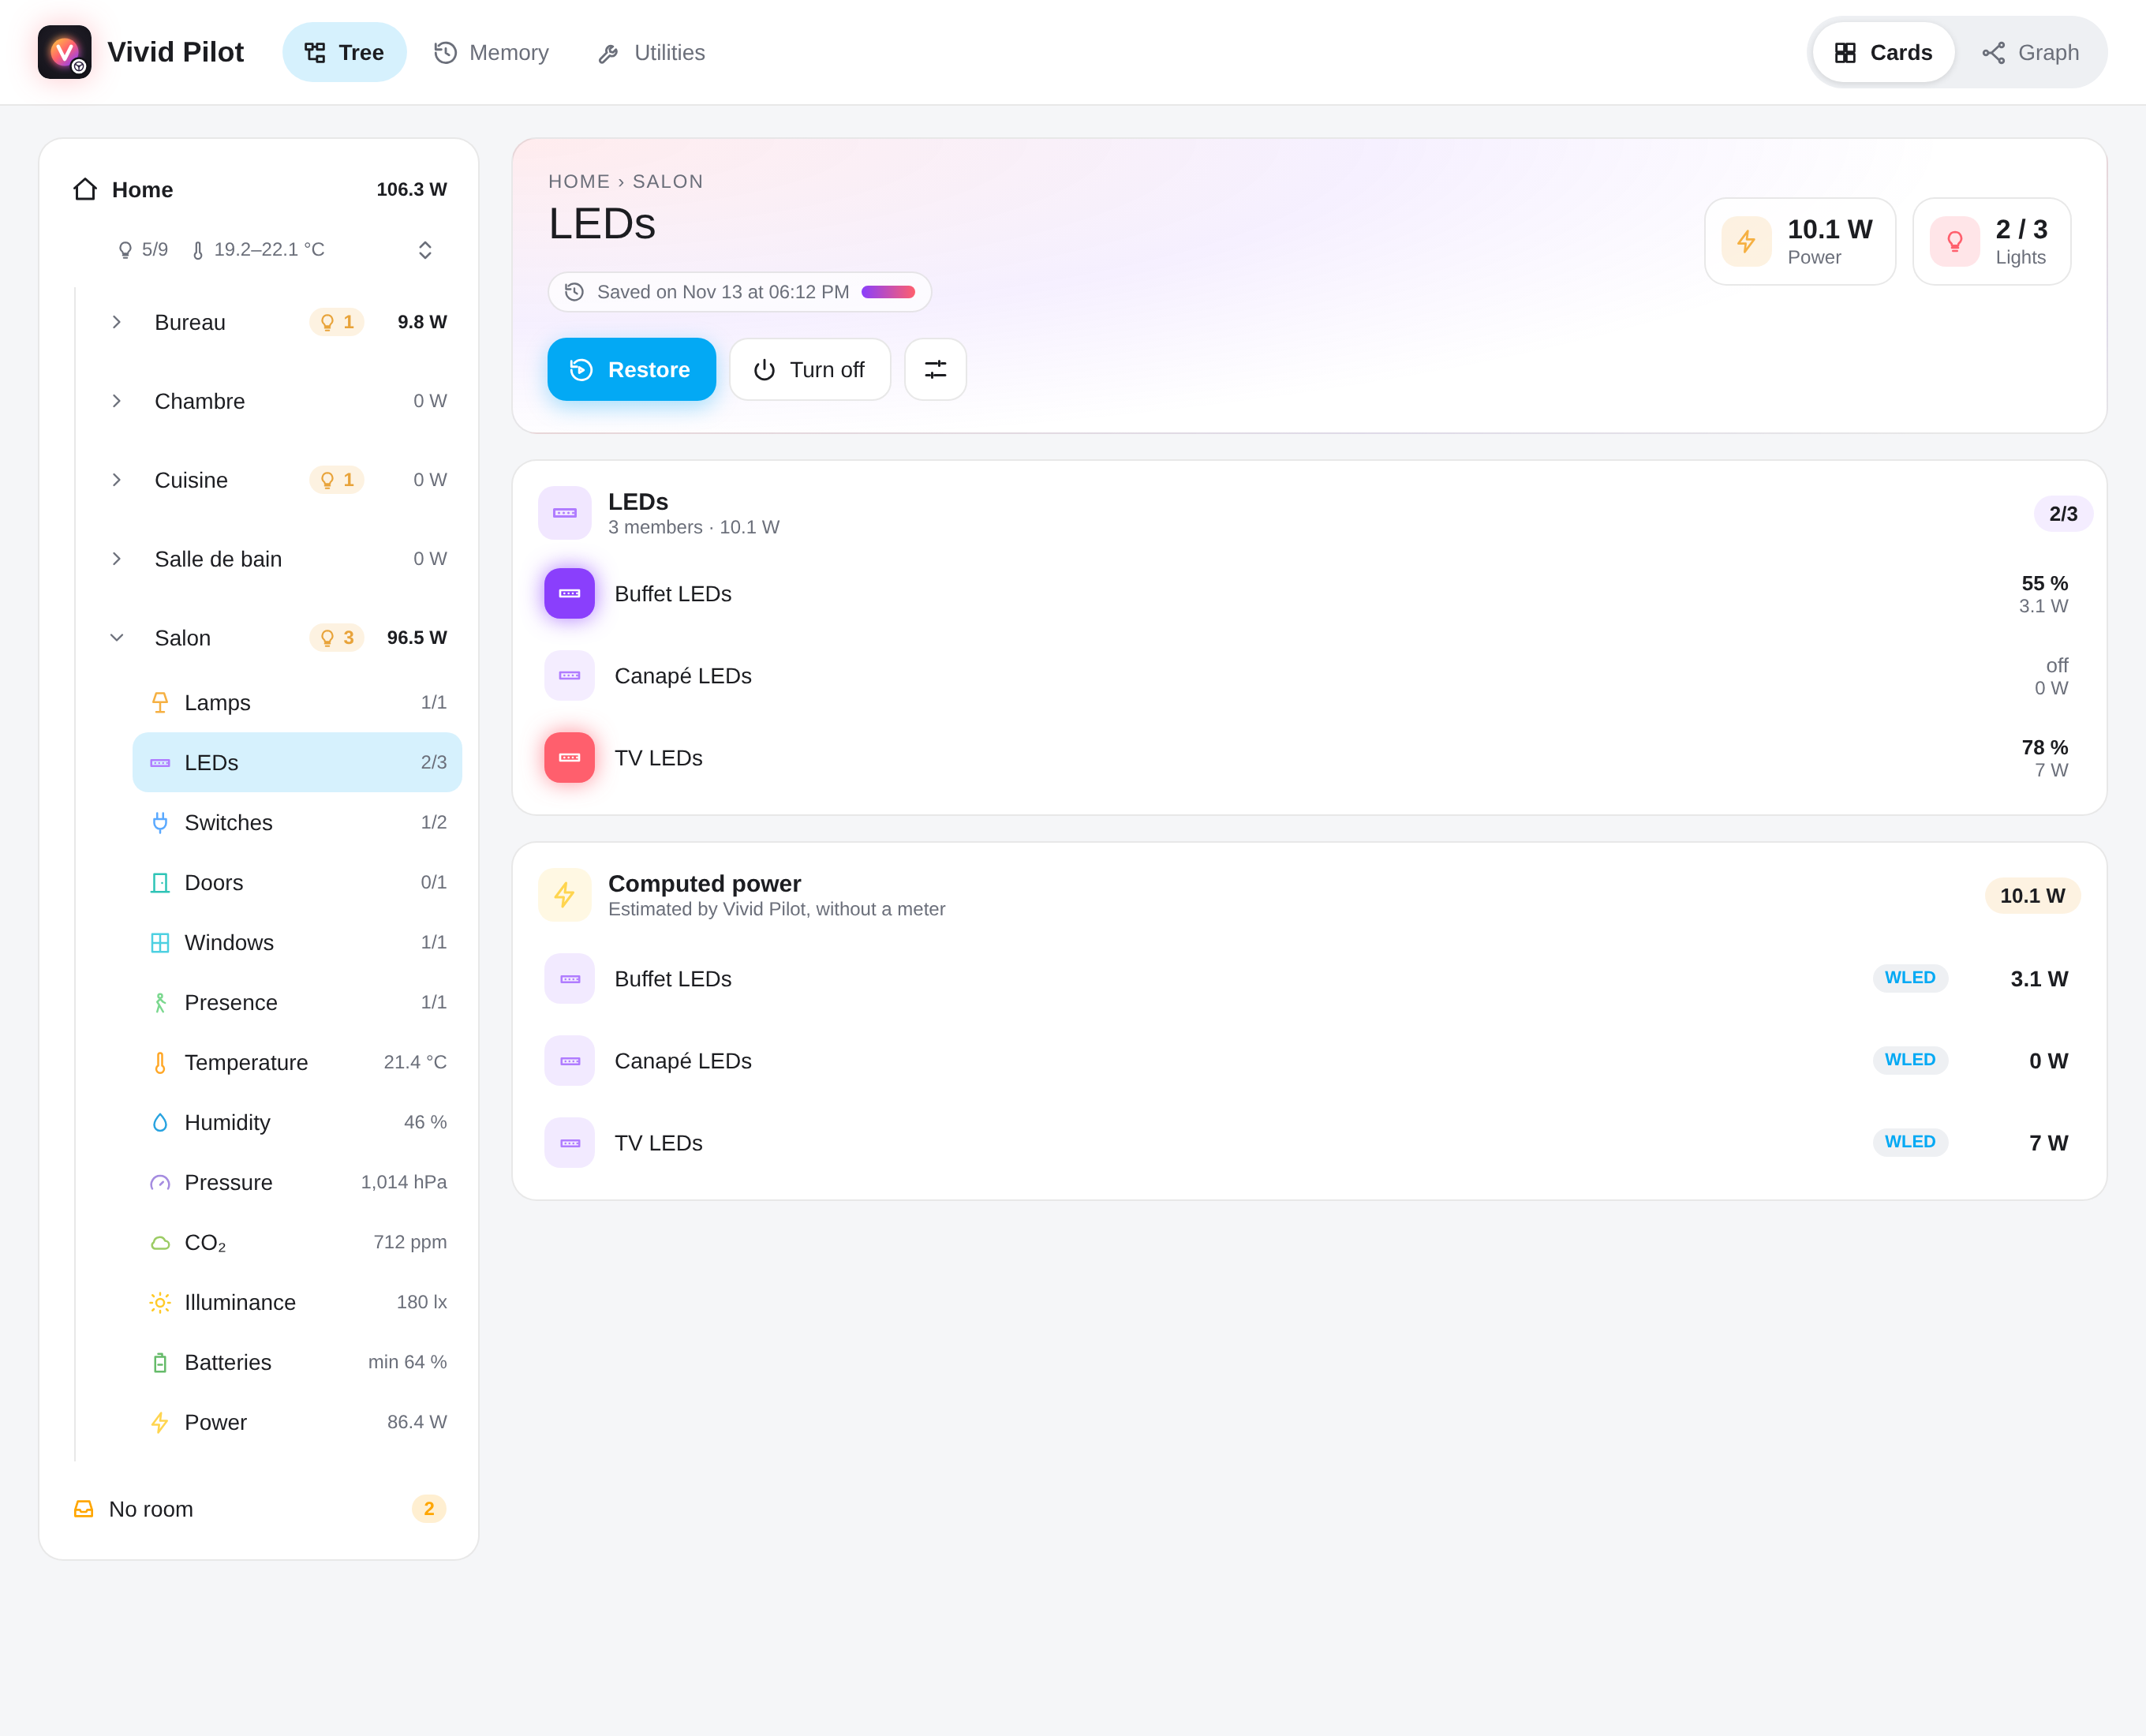 Vivid Pilot
Tree
Memory
Utilities
Cards
Graph
Home 106.3 W
5/9 19.2–22.1 °C
Bureau 1 9.8 W
Chambre 0 W
Cuisine 1 0 W
Salle de bain 0 W
Salon 3 96.5 W
Lamps 1/1
LEDs 2/3
Switches 1/2
Doors 0/1
Windows 1/1
Presence 1/1
Temperature 21.4 °C
Humidity 46 %
Pressure 1,014 hPa
CO₂ 712 ppm
Illuminance 180 lx
Batteries min 64 %
Power 86.4 W
No room 2
HOME › SALON
LEDs
Saved on Nov 13 at 06:12 PM
Restore
Turn off
10.1 W
Power
2 / 3
Lights
LEDs
3 members · 10.1 W
2/3
Buffet LEDs
55 %
3.1 W
Canapé LEDs
off
0 W
TV LEDs
78 %
7 W
Computed power
Estimated by Vivid Pilot, without a meter
10.1 W
Buffet LEDs WLED 3.1 W
Canapé LEDs WLED 0 W
TV LEDs WLED 7 W